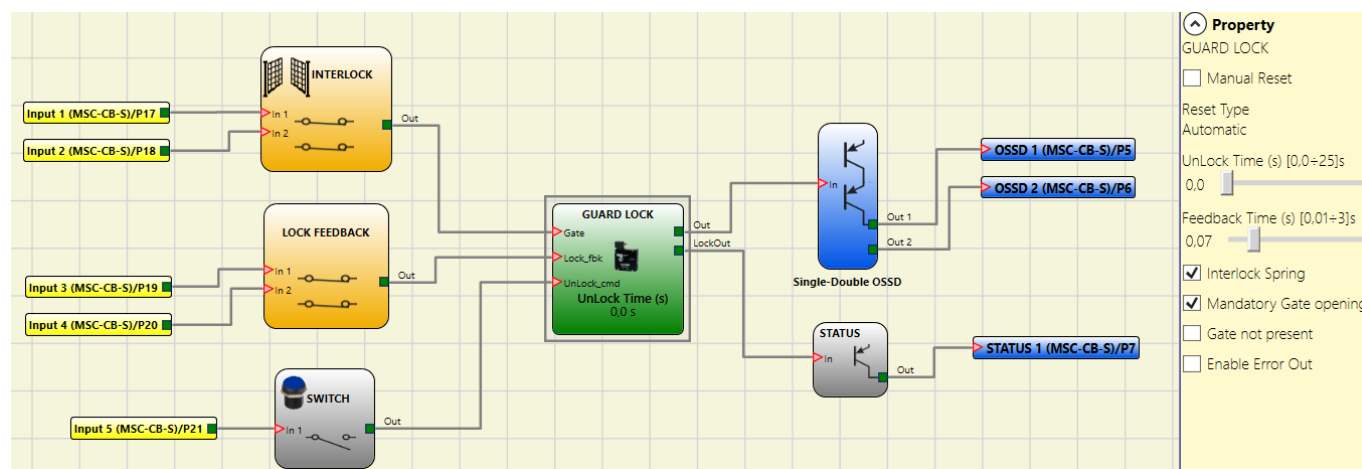 INTERLOCK
Input 1 (MSC-CB-S)/P17
In 1
Out
Input 2 (MSC-CB-S)/P18
In 2
LOCK FEEDBACK
Input 3 (MSC-CB-S)/P19
In 1
Out
Input 4 (MSC-CB-S)/P20
In 2
SWITCH
Input 5 (MSC-CB-S)/P21
In 1
Out
GUARD LOCK
Gate
Lock_fbk
UnLock_cmd
UnLock Time (s)
0,0 s
Out
LockOut
In
Out 1
Out 2
Single-Double OSSD
OSSD 1 (MSC-CB-S)/P5
OSSD 2 (MSC-CB-S)/P6
STATUS
In
Out
STATUS 1 (MSC-CB-S)/P7
Property
GUARD LOCK
Manual Reset
Reset Type
Automatic
UnLock Time (s) [0,0÷25]s
0,0
Feedback Time (s) [0,01÷3]s
0,07
Interlock Spring
Mandatory Gate opening
Gate not present
Enable Error Out